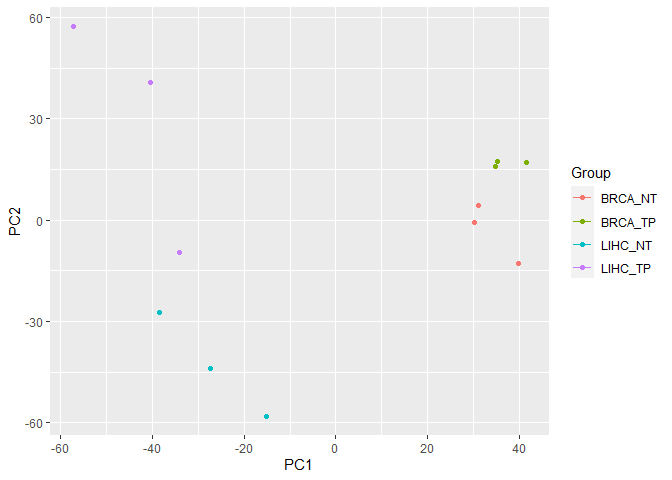 60
30
0
-30
-60
PC2
-60
-40
-20
0
20
40
PC1
Group
BRCA_NT
BRCA_TP
LIHC_NT
LIHC_TP